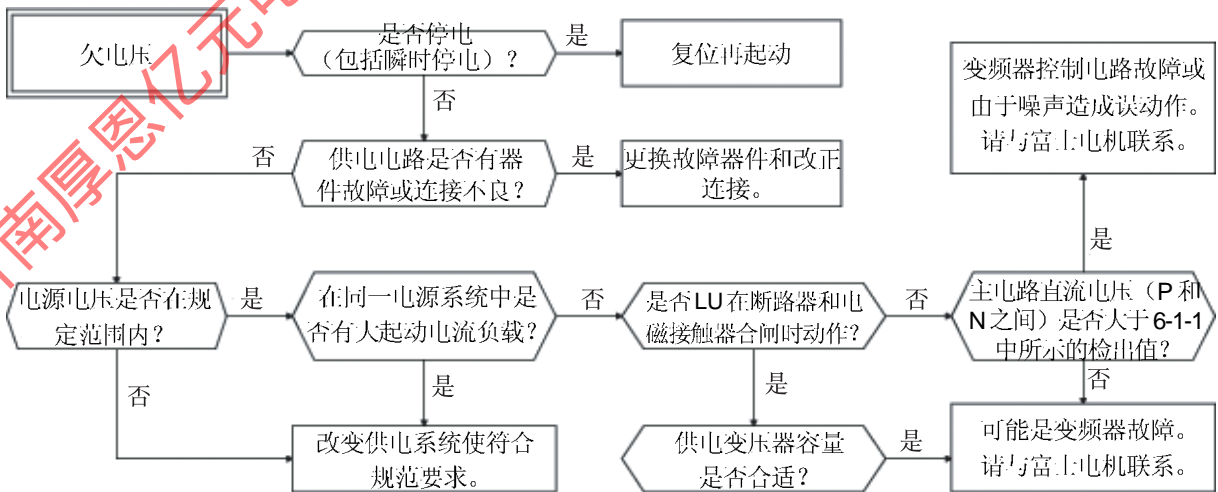 欠电压
是否停电
（包括瞬时停电）？
是
复位再起动
否
供电电路是否有器
件故障或连接不良？
是
更换故障器件和改正
连接。
否
电源电压是否在规
定范围内？
是
在同一电源系统中是
否有大起动电流负载？
否
是否LU在断路器和电
磁接触器合闸时动作？
否
主电路直流电压（P和
N之间）是否大于6-1-1
中所示的检出值？
是
变频器控制电路故障或
由于噪声造成误动作。
请与富士电机联系。
否
是
是
否
改变供电系统使符合
规范要求。
供电变压器容量
是否合适？
是
可能是变频器故障。
请与富士电机联系。
南厚恩亿元